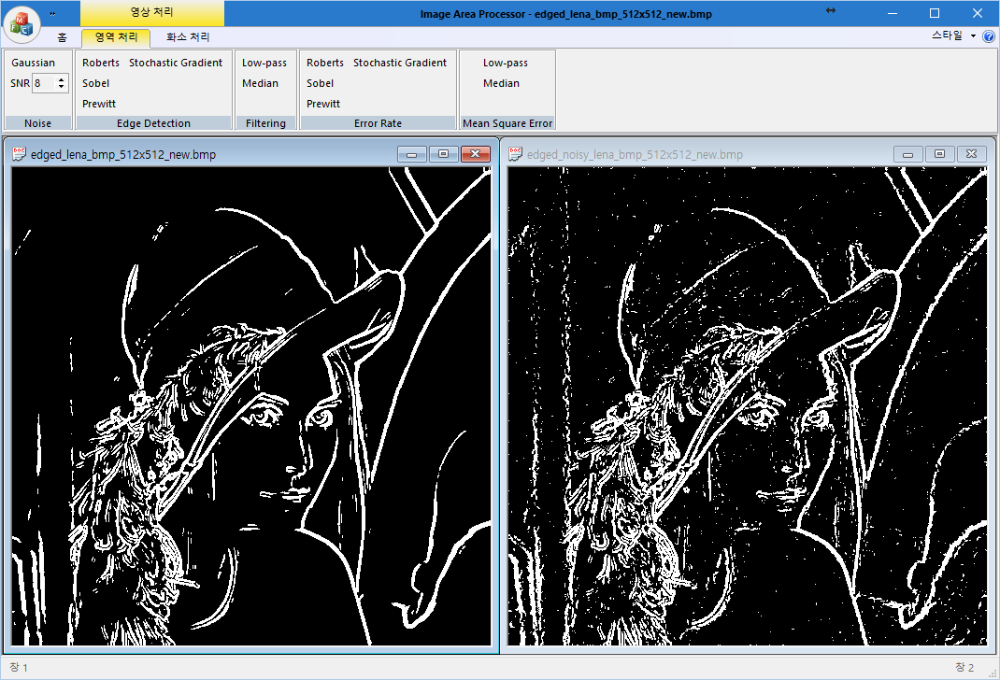 영상 처리
Image Area Processor - edged_lena_bmp_512x512_new.bmp
홈 영역 처리 화소 처리 스타일
Gaussian
SNR 8
Noise
Roberts Stochastic Gradient
Sobel
Prewitt
Edge Detection
Low-pass
Median
Filtering
Roberts Stochastic Gradient
Sobel
Prewitt
Error Rate
Low-pass
Median
Mean Square Error
edged_lena_bmp_512x512_new.bmp
edged_noisy_lena_bmp_512x512_new.bmp
창 1
창 2